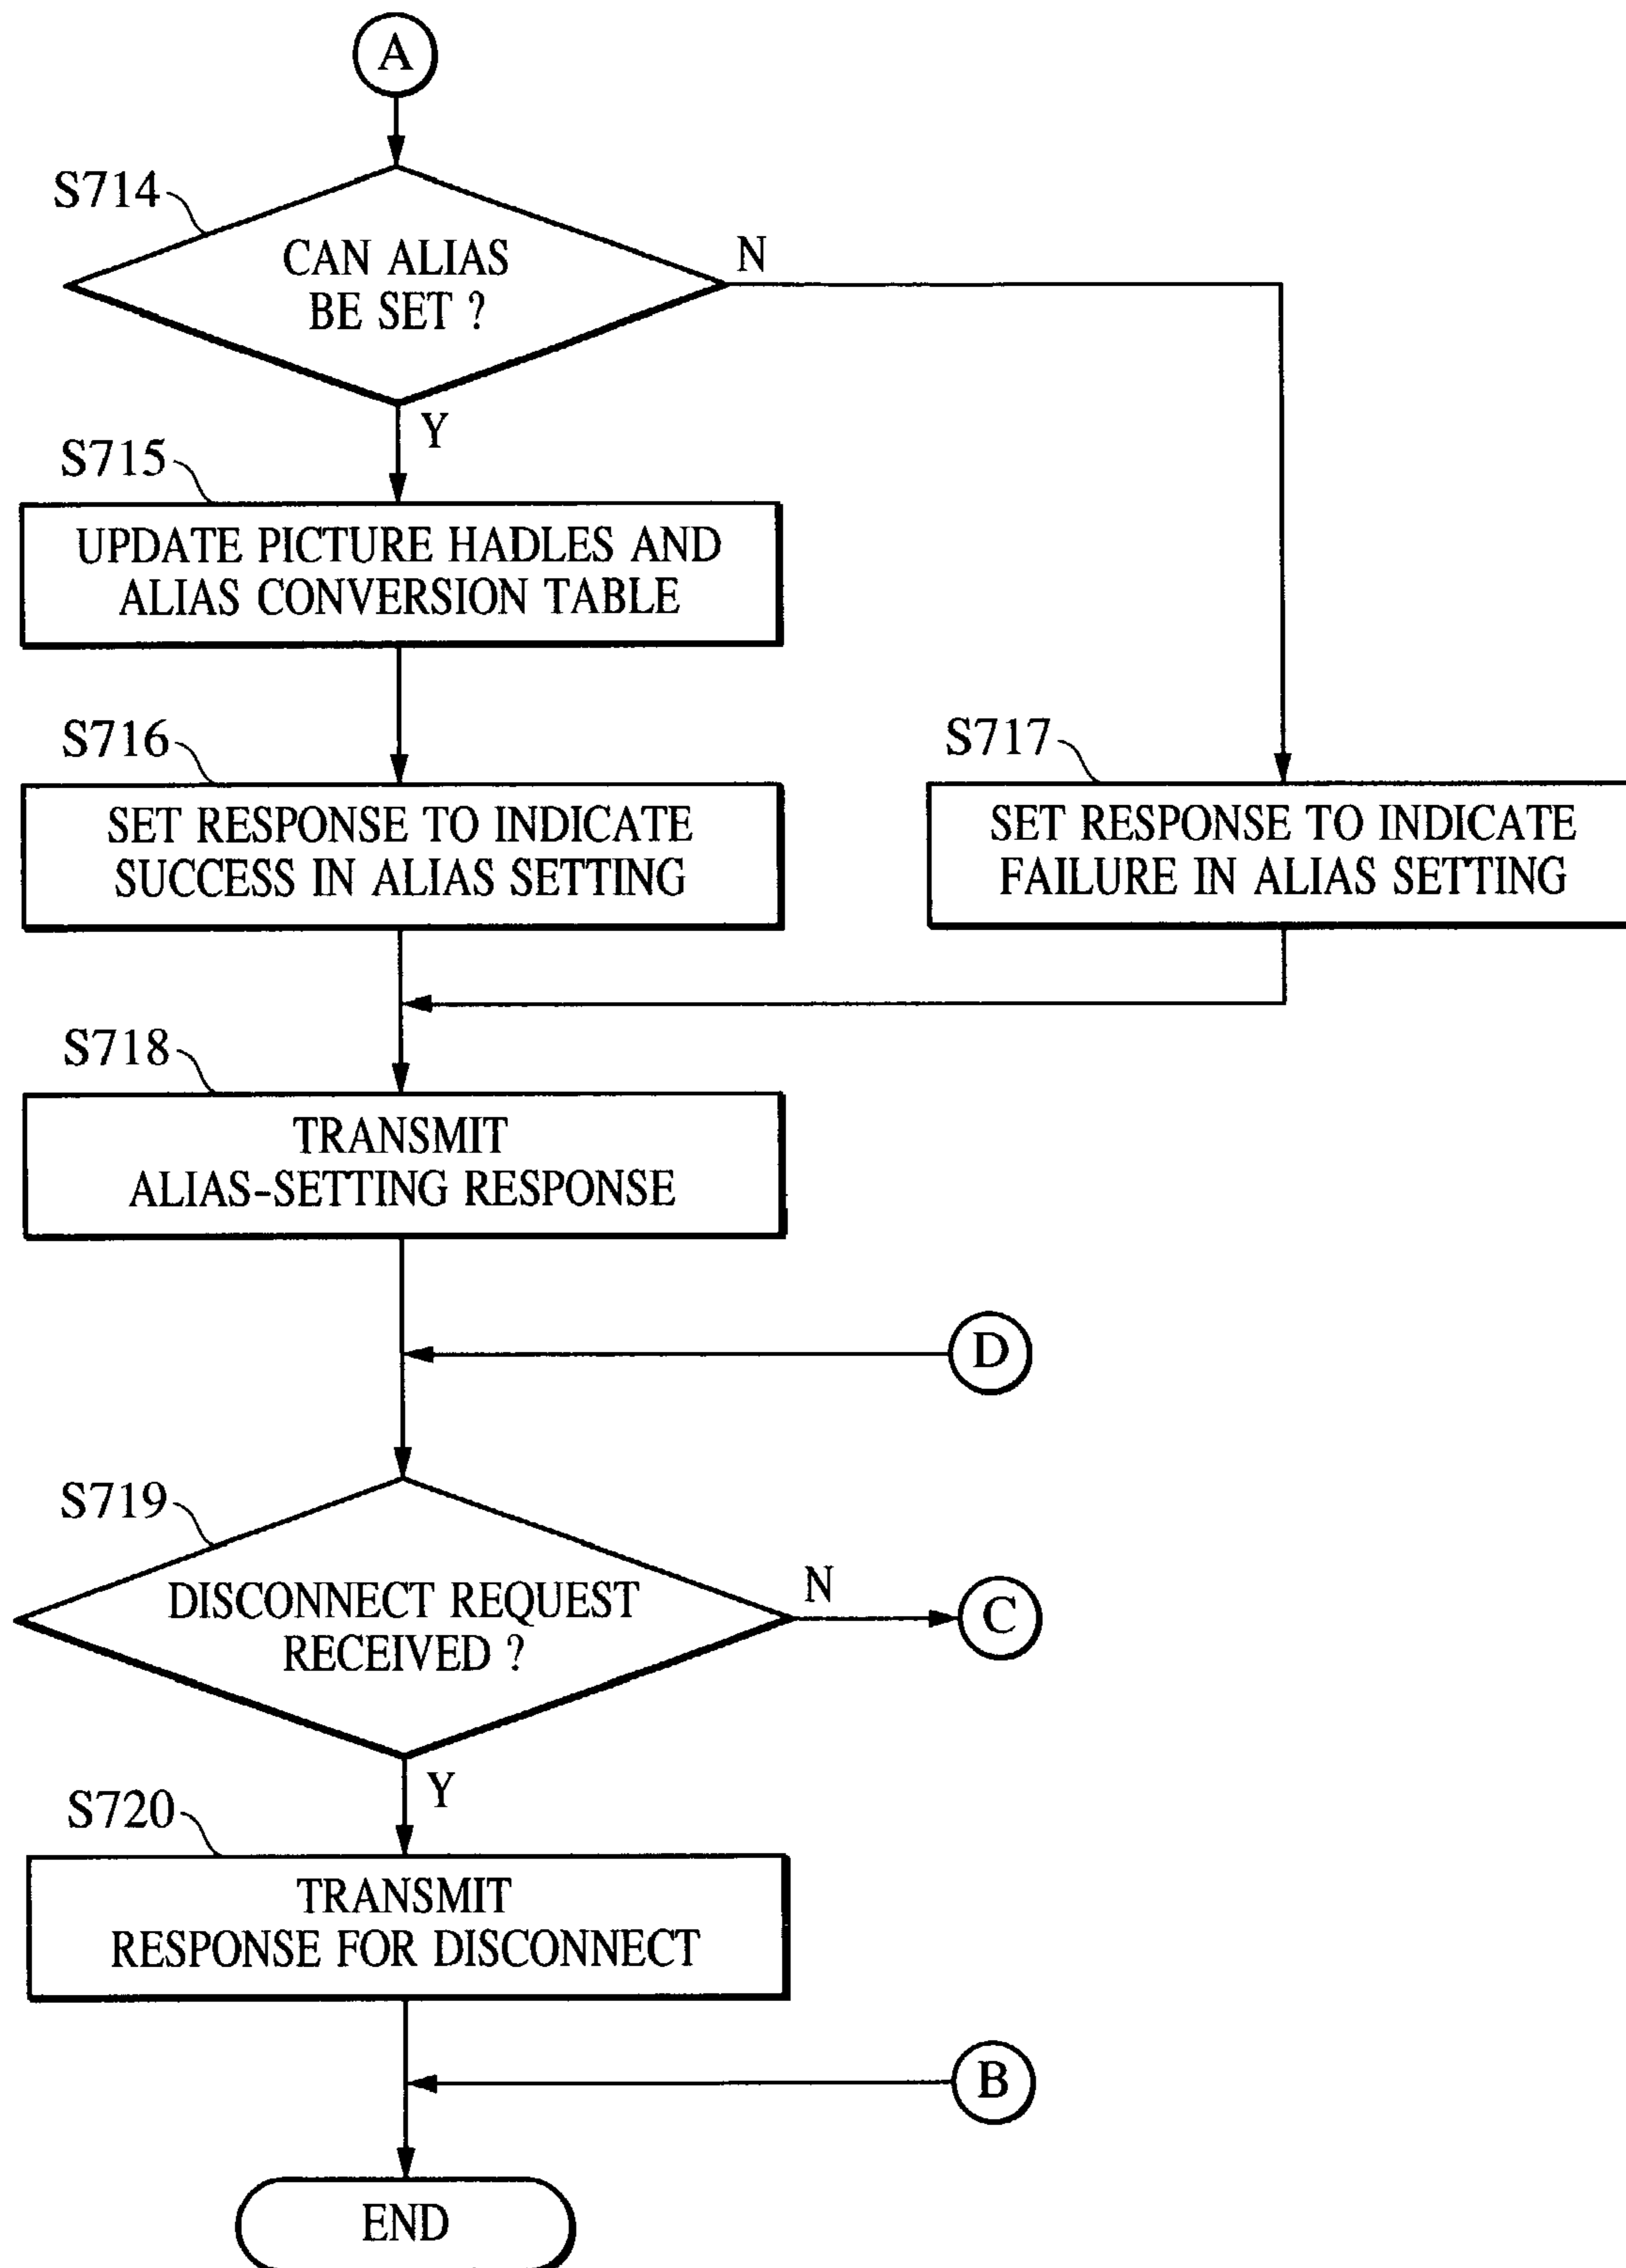 A
S714
CAN ALIAS
BE SET ?
N
Y
S715
UPDATE PICTURE HADLES AND
ALIAS CONVERSION TABLE
S716
SET RESPONSE TO INDICATE
SUCCESS IN ALIAS SETTING
S717
SET RESPONSE TO INDICATE
FAILURE IN ALIAS SETTING
S718
TRANSMIT
ALIAS-SETTING RESPONSE
D
S719
DISCONNECT REQUEST
RECEIVED ?
N
C
Y
S720
TRANSMIT
RESPONSE FOR DISCONNECT
B
END